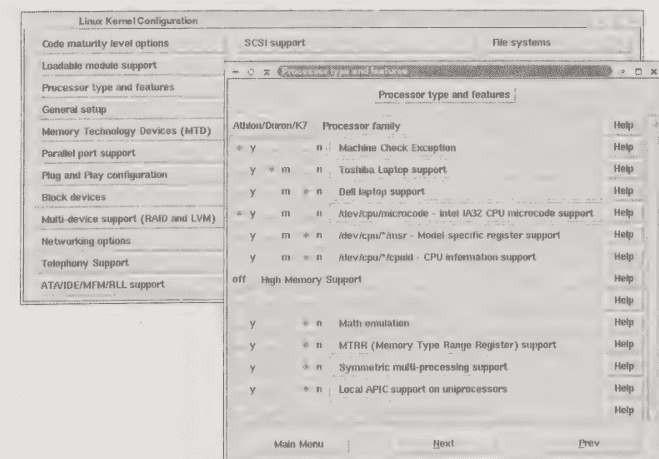 Linux Kernel Configuration
Code maturity level options
SCSI support
File systems
Loadable module support
Processor type and features
General setup
Memory Technology Devices (MTD)
Parallel port support
Plug and Play configuration
Block devices
Multi-device support (RAID and LVM)
Networking options
Telephony Support
ATA/IDE/MFM/RLL support
Processor type and features
Processor type and features
Athlon/Duron/K7 Processor family Help
y n Machine Check Exception Help
y m n Toshiba Laptop support Help
y m n Dell laptop support Help
y m n /dev/cpu/microcode - Intel IA32 CPU microcode support Help
y m n /dev/cpu/*/msr - Model-specific register support Help
y m n /dev/cpu/*/cpuid - CPU information support Help
off High Memory Support Help
Help
y n Math emulation Help
y n MTRR (Memory Type Range Register) support Help
y n Symmetric multi-processing support Help
y n Local APIC support on uniprocessors Help
Help
Main Menu Next Prev